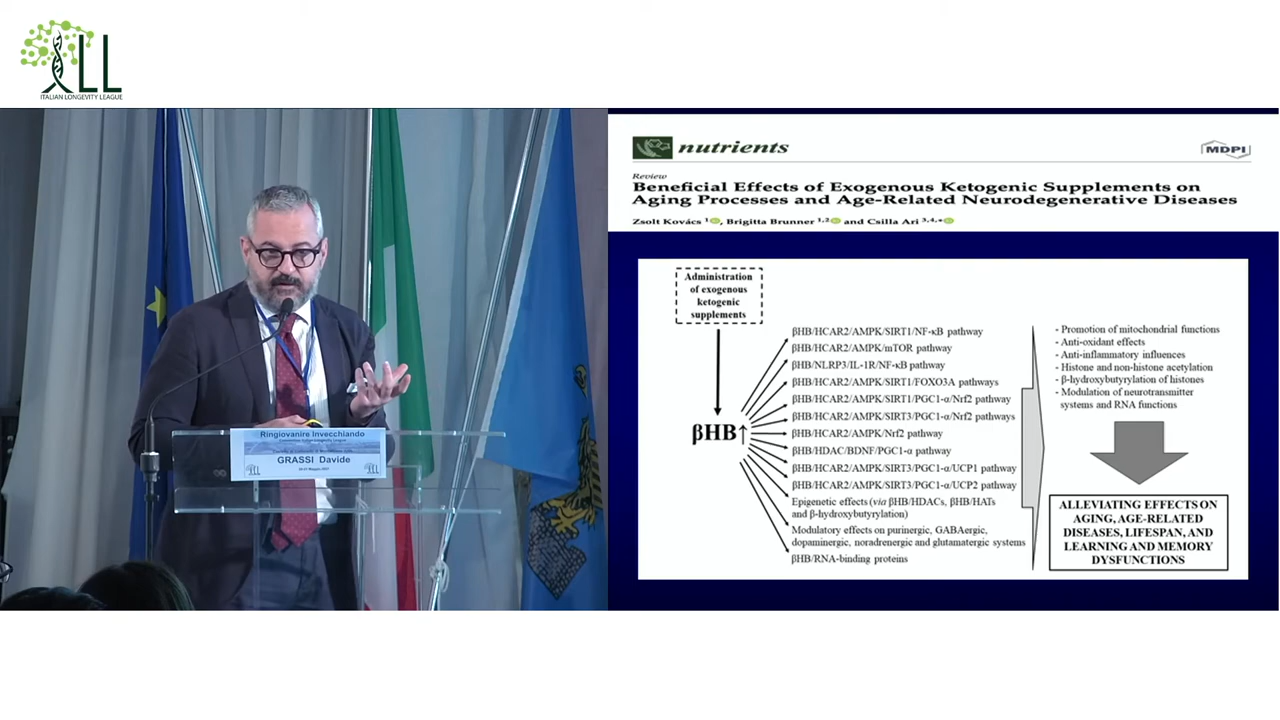 ITALIAN LONGEVITY LEAGUE
Ringiovanire Invecchiando
GRASSI Davide
nutrients
MDPI
Review
Beneficial Effects of Exogenous Ketogenic Supplements on
Aging Processes and Age-Related Neurodegenerative Diseases
Zsolt Kovács 1, Brigitta Brunner 1,2 and Csilla Ari 3,4,*
Administration
of exogenous
ketogenic
supplements
βHB↑
βHB/HCAR2/AMPK/SIRT1/NF-κB pathway
βHB/HCAR2/AMPK/mTOR pathway
βHB/NLRP3/IL-1R/NF-κB pathway
βHB/HCAR2/AMPK/SIRT1/FOXO3A pathways
βHB/HCAR2/AMPK/SIRT1/PGC1-α/Nrf2 pathway
βHB/HCAR2/AMPK/SIRT3/PGC1-α/Nrf2 pathways
βHB/HCAR2/AMPK/Nrf2 pathway
βHB/HDAC/BDNF/PGC1-α pathway
βHB/HCAR2/AMPK/SIRT3/PGC1-α/UCP1 pathway
βHB/HCAR2/AMPK/SIRT3/PGC1-α/UCP2 pathway
Epigenetic effects (via βHB/HDACs, βHB/HATs
and β-hydroxybutyrylation)
Modulatory effects on purinergic, GABAergic,
dopaminergic, noradrenergic and glutamatergic systems
βHB/RNA-binding proteins
- Promotion of mitochondrial functions
- Anti-oxidant effects
- Anti-inflammatory influences
- Histone and non-histone acetylation
- β-hydroxybutyrylation of histones
- Modulation of neurotransmitter
systems and RNA functions
ALLEVIATING EFFECTS ON
AGING, AGE-RELATED
DISEASES, LIFESPAN, AND
LEARNING AND MEMORY
DYSFUNCTIONS